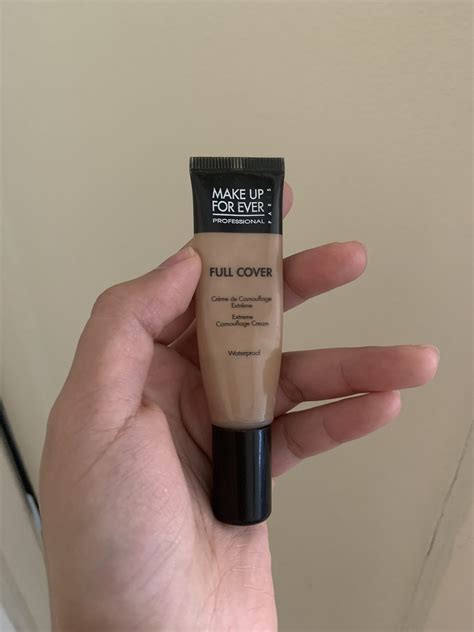 MAKE UP
FOR EVER
PROFESSIONAL
PARIS
FULL COVER
Crème de Camouflage
Extrême
Extreme
Camouflage Cream
Waterproof